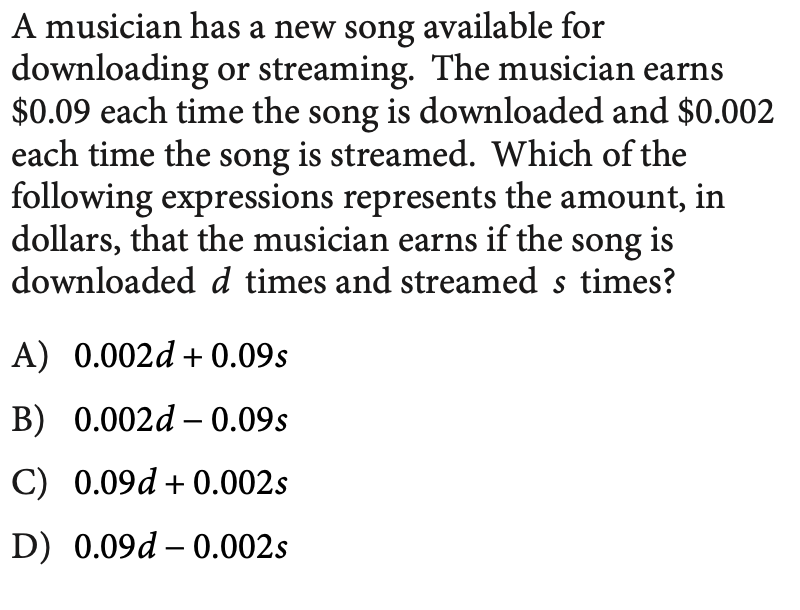 A musician has a new song available for
downloading or streaming. The musician earns
$0.09 each time the song is downloaded and $0.002
each time the song is streamed. Which of the
following expressions represents the amount, in
dollars, that the musician earns if the song is
downloaded d times and streamed s times?
A) 0.002d + 0.09s
B) 0.002d – 0.09s
C) 0.09d + 0.002s
D) 0.09d – 0.002s